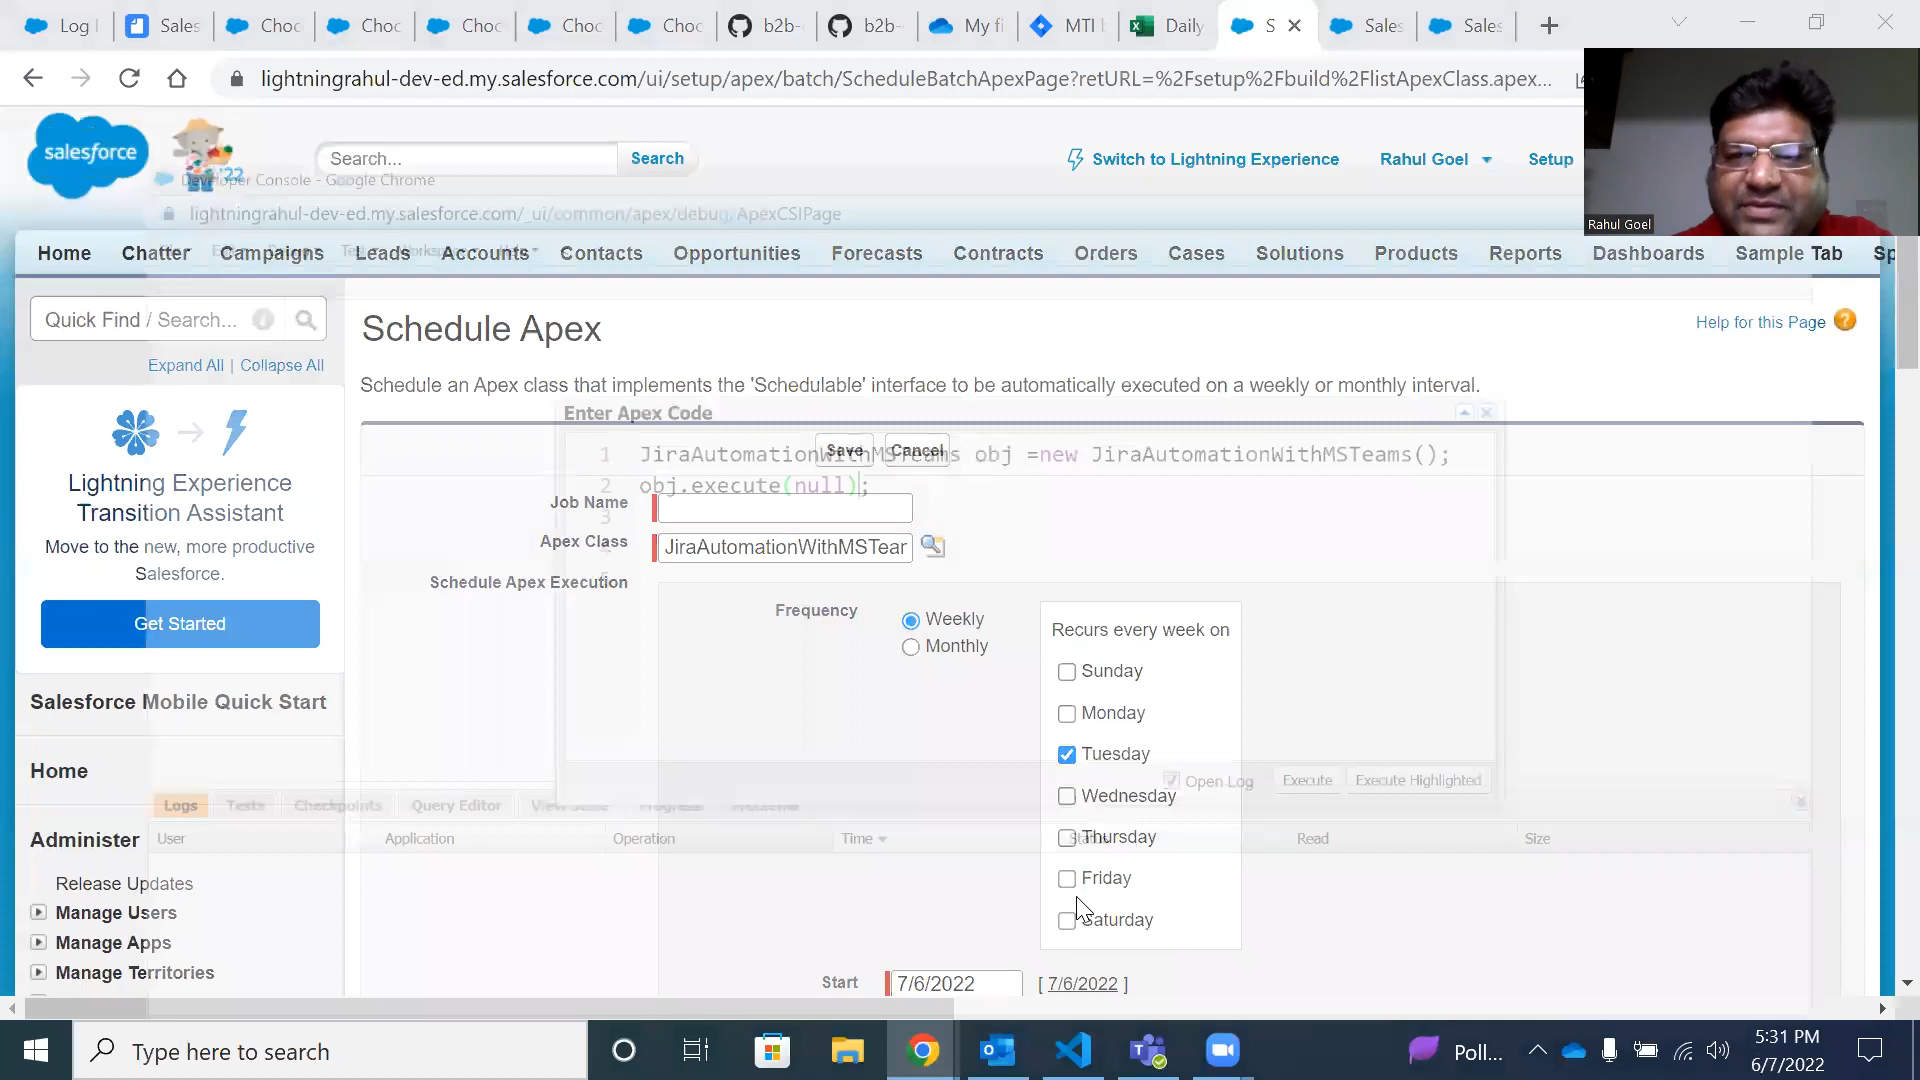 Log I
Sales
Choc
Choc
Choc
Choc
Choc
b2b-
b2b-
My fi
MTI b
Daily
S
Sales
Sales
lightningrahul-dev-ed.my.salesforce.com/ui/setup/apex/batch/ScheduleBatchApexPage?retURL=%2Fsetup%2Fbuild%2FlistApexClass.apex...
salesforce
'22
Search...
Search
Switch to Lightning Experience
Rahul Goel
Setup
Rahul Goel
Developer Console - Google Chrome
lightningrahul-dev-ed.my.salesforce.com/_ui/common/apex/debug/ApexCSIPage
Home Chatter Campaigns Leads Accounts Contacts Opportunities Forecasts Contracts Orders Cases Solutions Products Reports Dashboards Sample Tab Sp
Quick Find / Search...
Expand All | Collapse All
Schedule Apex
Help for this Page
Schedule an Apex class that implements the 'Schedulable' interface to be automatically executed on a weekly or monthly interval.
Enter Apex Code
Save Cancel
1 JiraAutomationWithMSTeams obj =new JiraAutomationWithMSTeams();
2 obj.execute(null);
3
Job Name
Apex Class
JiraAutomationWithMSTear
5
Schedule Apex Execution
Frequency
Weekly
Monthly
Recurs every week on
Sunday
Monday
Tuesday
Wednesday
Thursday
Friday
Saturday
Open Log
Execute
Execute Highlighted
Start
7/6/2022
[ 7/6/2022 ]
Lightning Experience
Transition Assistant
Move to the new, more productive
Salesforce.
Get Started
Salesforce Mobile Quick Start
Home
Logs Tests Checkpoints Query Editor View State Progress Problems
Administer
User Application Operation Time Status Read Size
Release Updates
Manage Users
Manage Apps
Manage Territories
Type here to search
Poll...
5:31 PM
6/7/2022